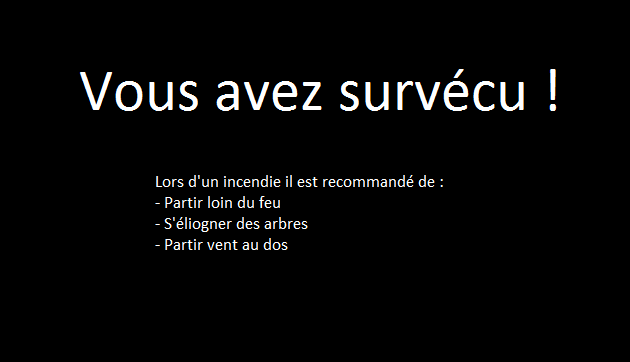 Vous avez survécu !
Lors d'un incendie il est recommandé de :
- Partir loin du feu
- S'éliogner des arbres
- Partir vent au dos